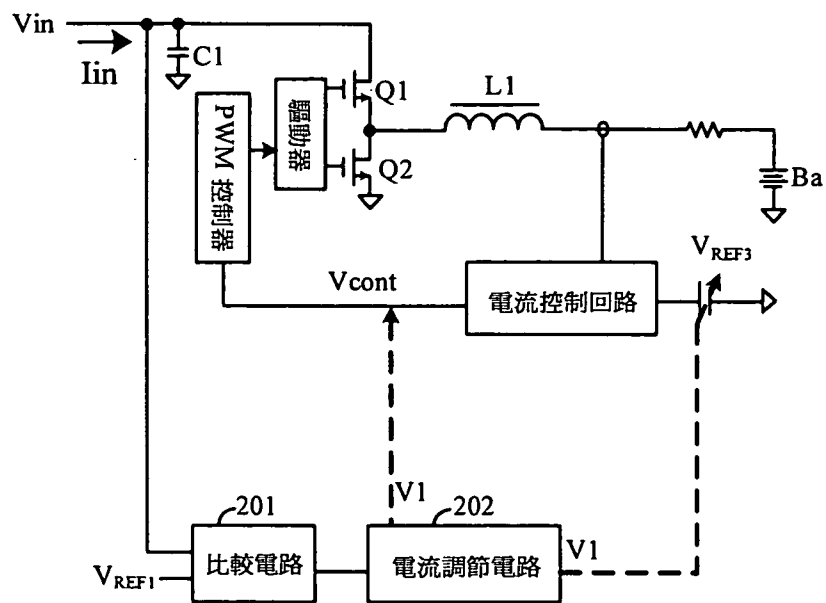 Vin
Iin
C1
Q1
L1
PWM 控制器
驅動器
Q2
Ba
VREF3
Vcont
電流控制回路
V1
201
202
V1
VREF1
比較電路
電流調節電路